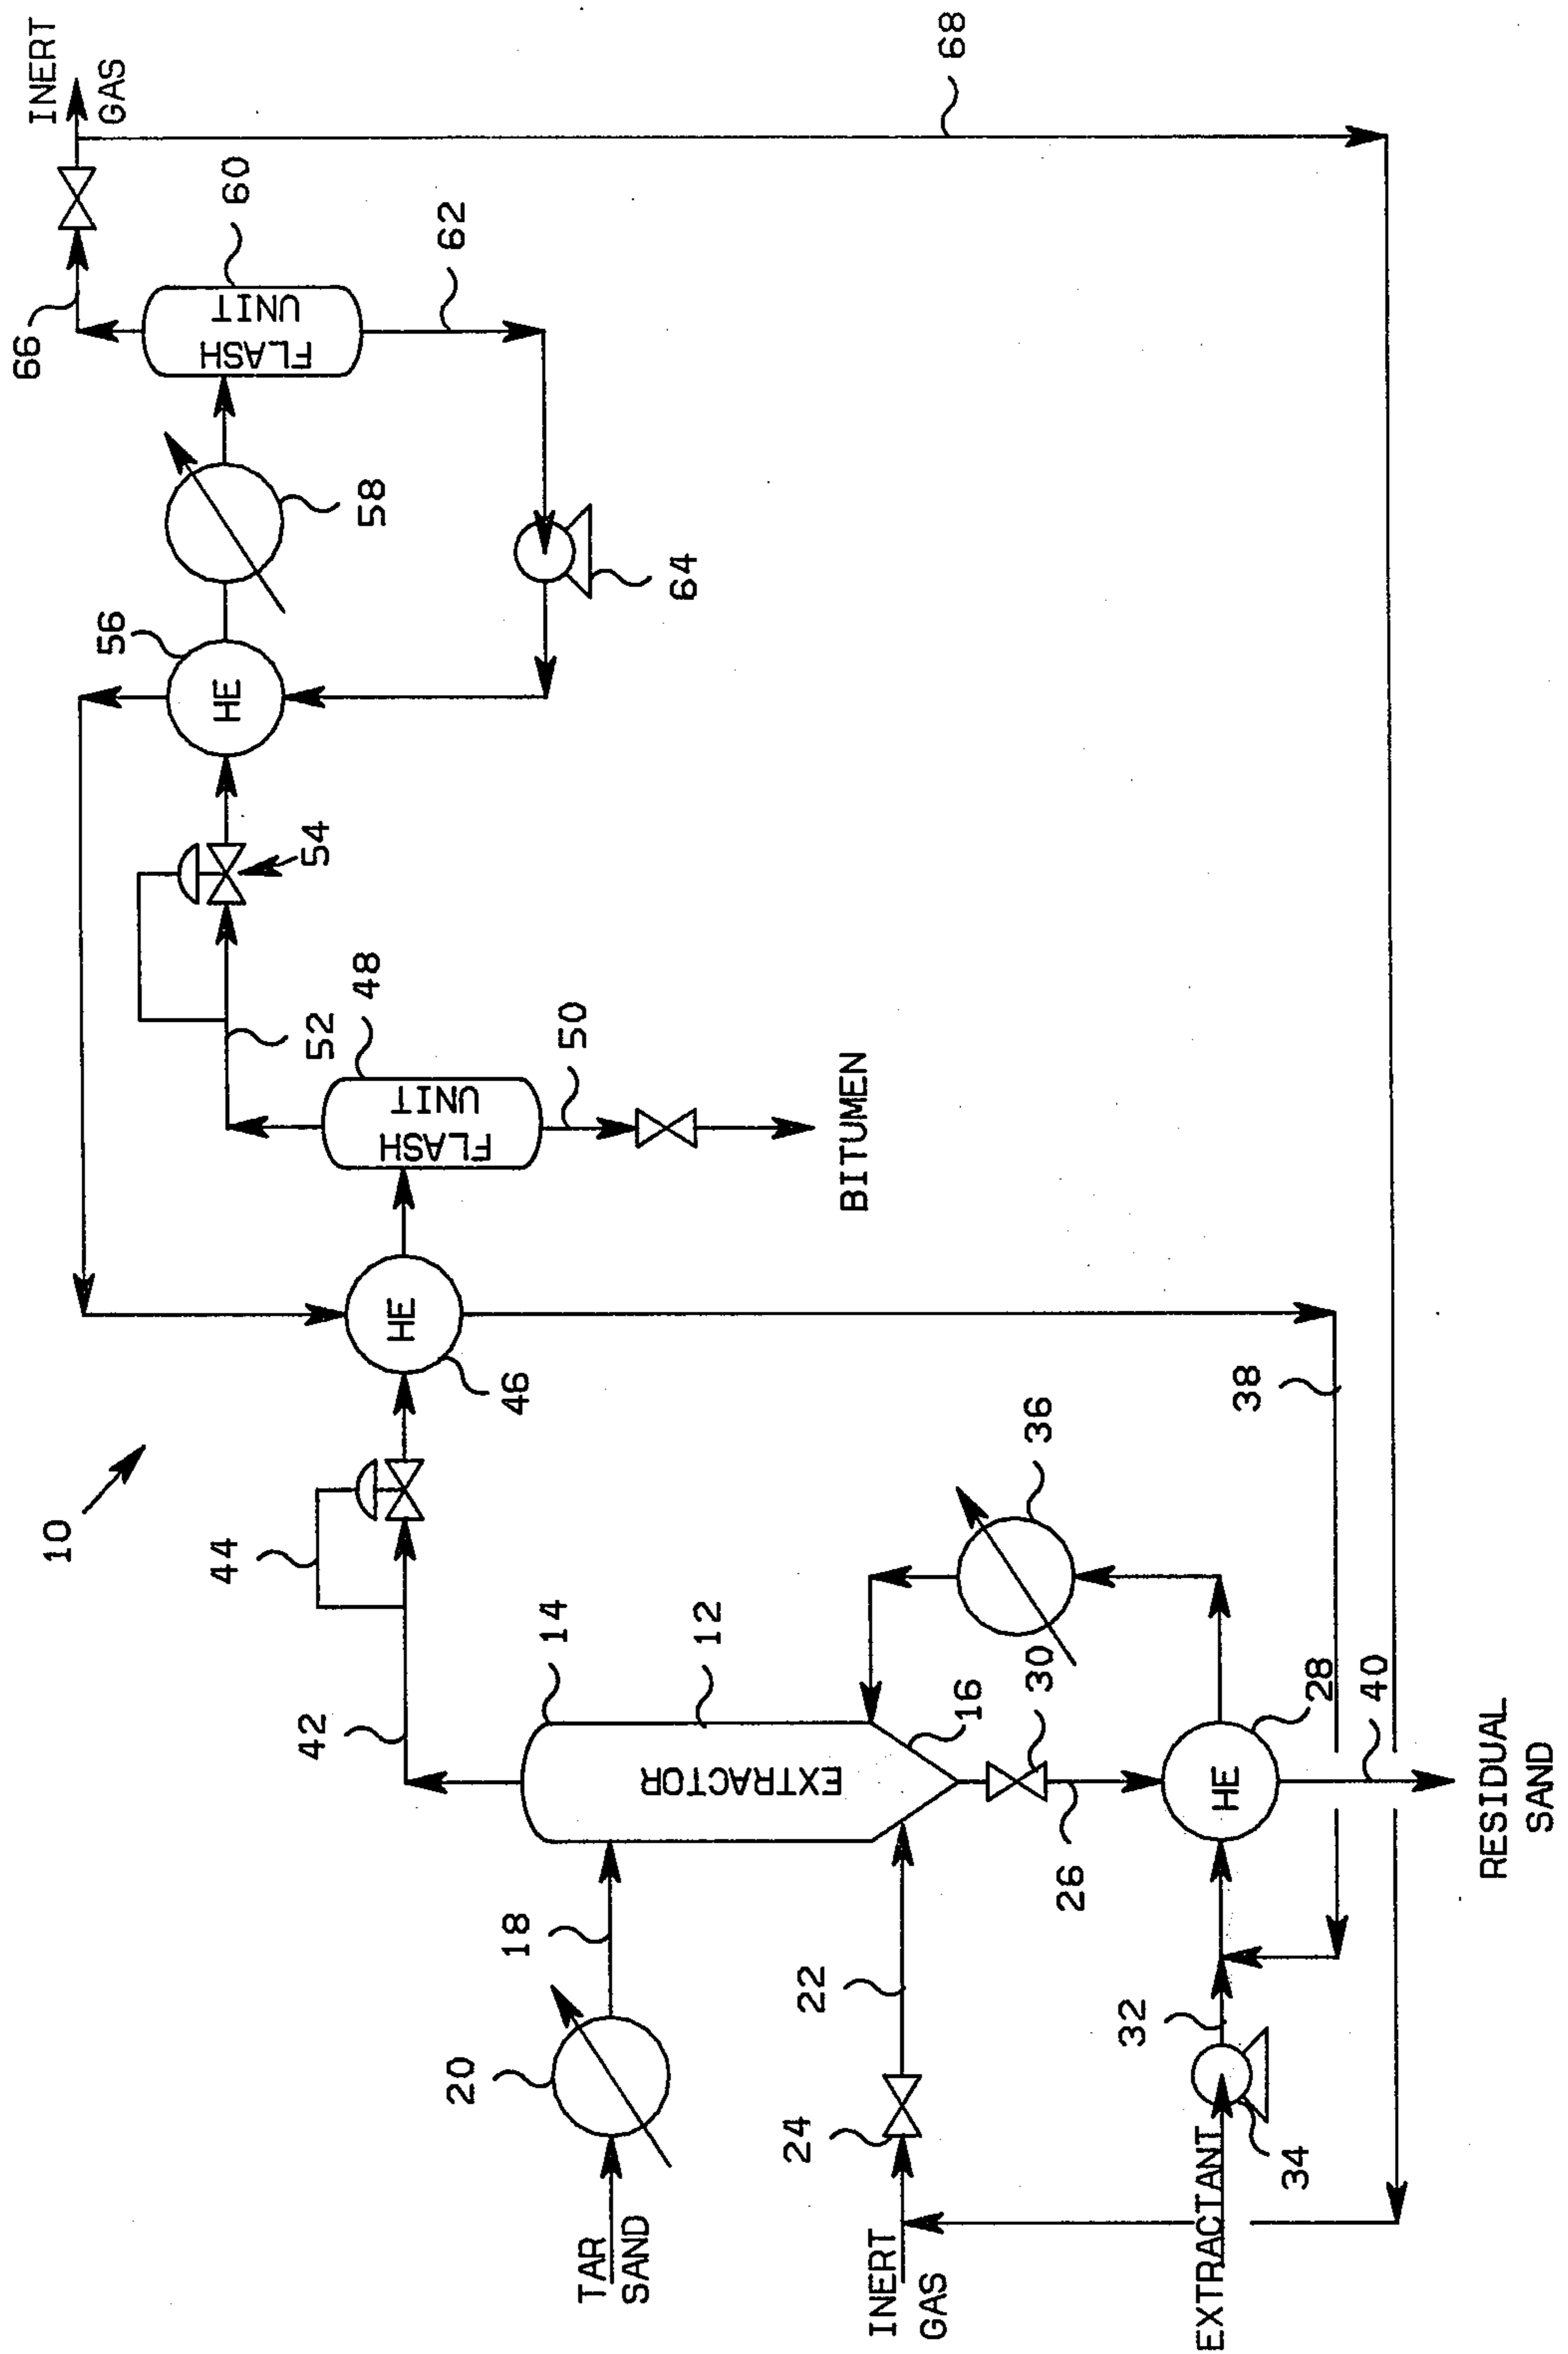 INERT
GAS
68
66
60
62
58
64
56
HE
FLASH
UNIT
54
52
48
50
FLASH
UNIT
BITUMEN
HE
46
38
10
44
36
42
14
12
EXTRACTOR
16
30
26
28
HE
40
RESIDUAL
SAND
18
20
22
24
32
34
TAR
SAND
INERT
GAS
EXTRACTANT